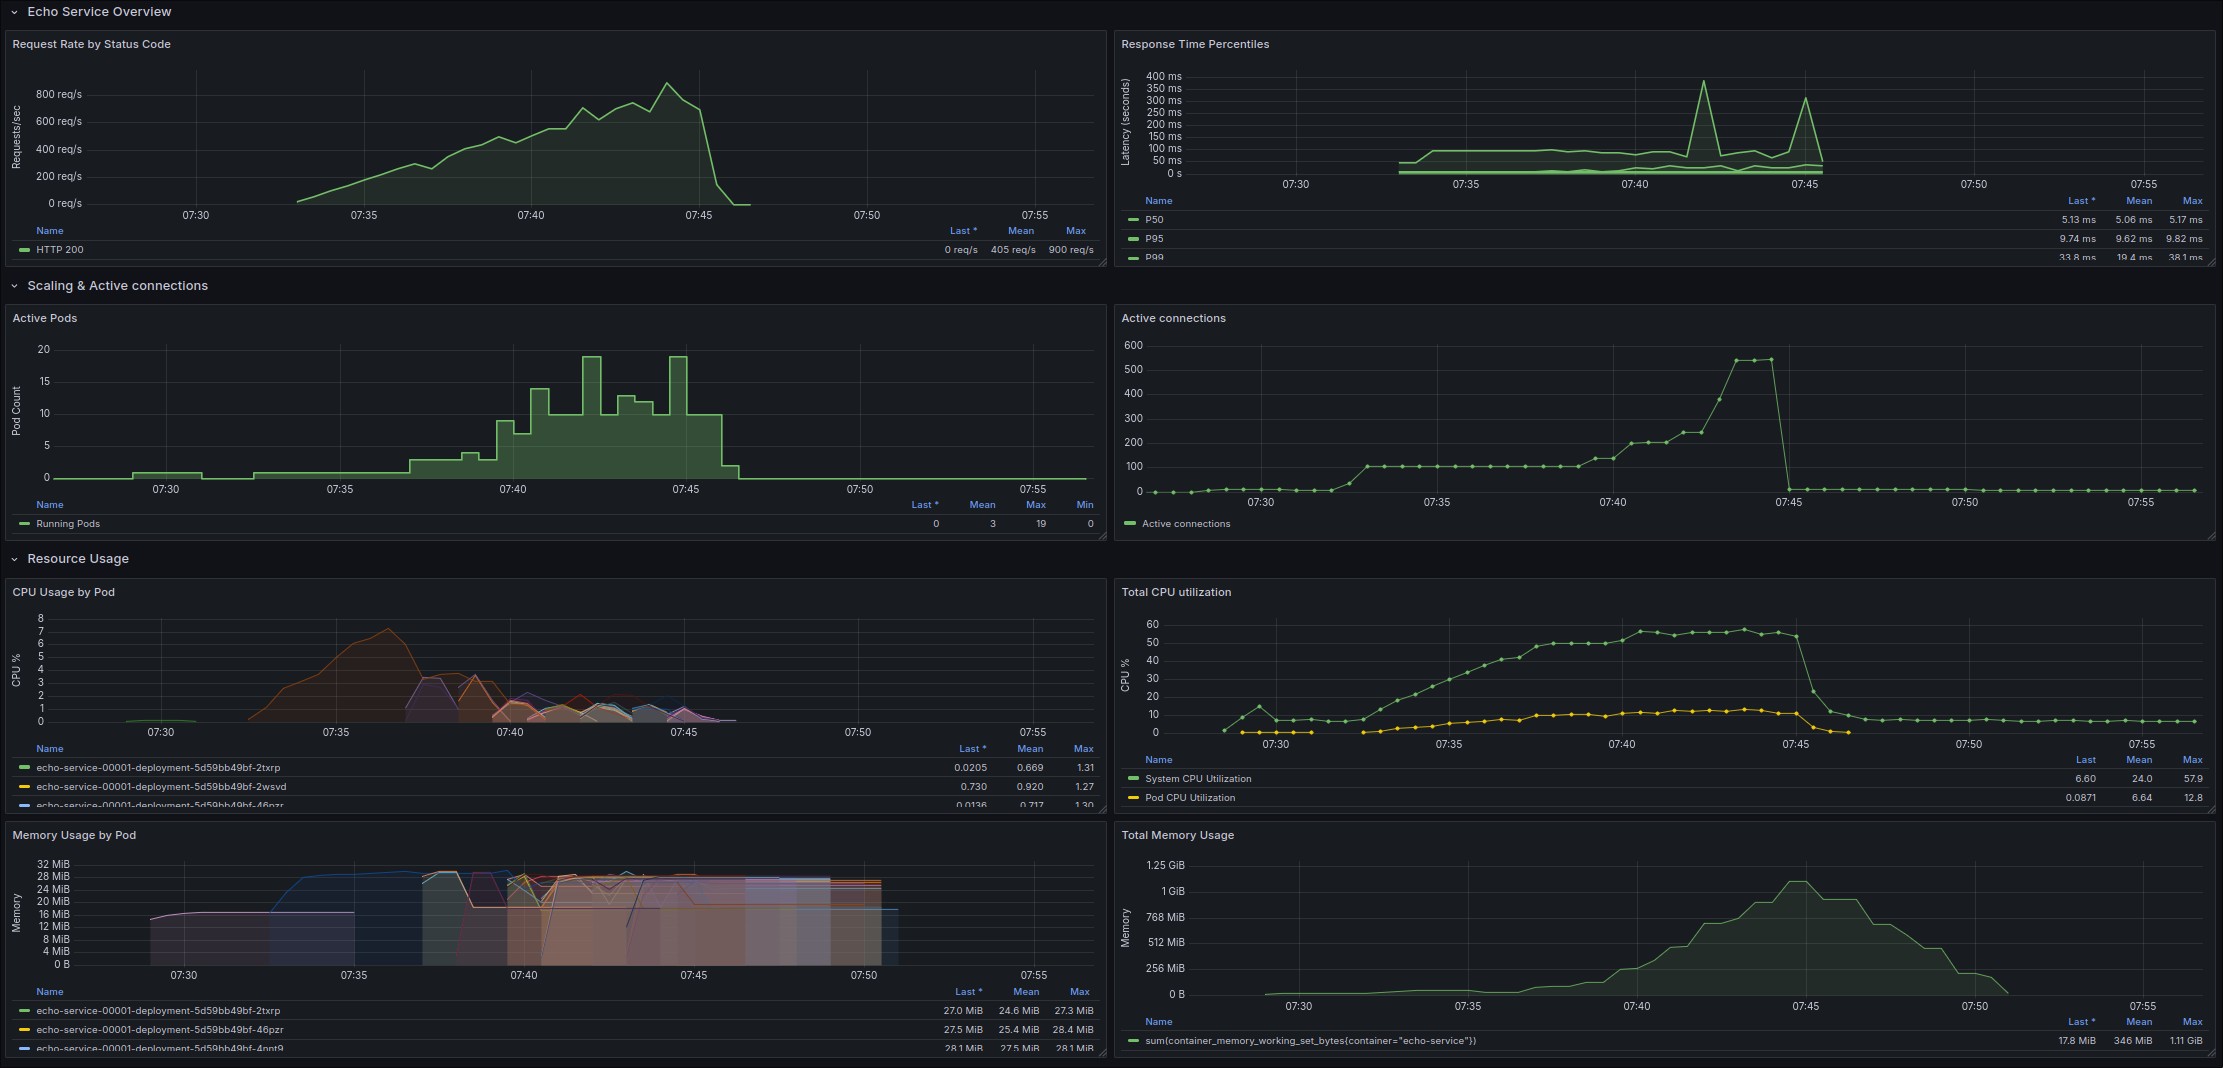 Echo Service Overview
Request Rate by Status Code
Requests/sec
800 req/s
600 req/s
400 req/s
200 req/s
0 req/s
07:30 07:35 07:40 07:45 07:50 07:55
Name Last * Mean Max
HTTP 200 0 req/s 405 req/s 900 req/s
Response Time Percentiles
Latency (seconds)
400 ms
350 ms
300 ms
250 ms
200 ms
150 ms
100 ms
50 ms
0 s
07:30 07:35 07:40 07:45 07:50 07:55
Name Last * Mean Max
P50 5.13 ms 5.06 ms 5.17 ms
P95 9.74 ms 9.62 ms 9.82 ms
P99 33.8 ms 19.4 ms 38.1 ms
Scaling & Active connections
Active Pods
Pod Count
20
15
10
5
0
07:30 07:35 07:40 07:45 07:50 07:55
Name Last * Mean Max Min
Running Pods 0 3 19 0
Active connections
600
500
400
300
200
100
0
07:30 07:35 07:40 07:45 07:50 07:55
Active connections
Resource Usage
CPU Usage by Pod
CPU %
8
7
6
5
4
3
2
1
0
07:30 07:35 07:40 07:45 07:50 07:55
Name Last * Mean Max
echo-service-00001-deployment-5d59bb49bf-2txrp 0.0205 0.669 1.31
echo-service-00001-deployment-5d59bb49bf-2wsvd 0.730 0.920 1.27
echo-service-00001-deployment-5d59bb49bf-46pzr 0.0136 0.717 1.30
Total CPU utilization
CPU %
60
50
40
30
20
10
0
07:30 07:35 07:40 07:45 07:50 07:55
Name Last Mean Max
System CPU Utilization 6.60 24.0 57.9
Pod CPU Utilization 0.0871 6.64 12.8
Memory Usage by Pod
Memory
32 MiB
28 MiB
24 MiB
20 MiB
16 MiB
12 MiB
8 MiB
4 MiB
0 B
07:30 07:35 07:40 07:45 07:50 07:55
Name Last * Mean Max
echo-service-00001-deployment-5d59bb49bf-2txrp 27.0 MiB 24.6 MiB 27.3 MiB
echo-service-00001-deployment-5d59bb49bf-46pzr 27.5 MiB 25.4 MiB 28.4 MiB
28.1 MiB 27.5 MiB 28.1 MiB
Total Memory Usage
Memory
1.25 GiB
1 GiB
768 MiB
512 MiB
256 MiB
0 B
07:30 07:35 07:40 07:45 07:50 07:55
Name Last * Mean Max
sum(container_memory_working_set_bytes{container="echo-service"}) 17.8 MiB 346 MiB 1.11 GiB